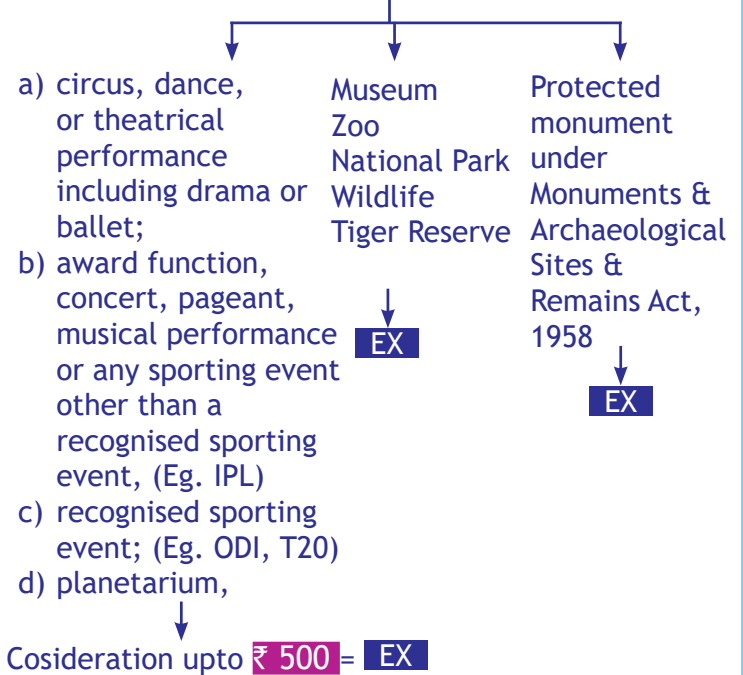 a) circus, dance,
or theatrical
performance
including drama or
ballet;
b) award function,
concert, pageant,
musical performance
or any sporting event
other than a
recognised sporting
event, (Eg. IPL)
c) recognised sporting
event; (Eg. ODI, T20)
d) planetarium,
Cosideration upto ₹ 500 = EX
Museum
Zoo
National Park
Wildlife
Tiger Reserve
EX
Protected
monument
under
Monuments &
Archaeological
Sites &
Remains Act,
1958
EX